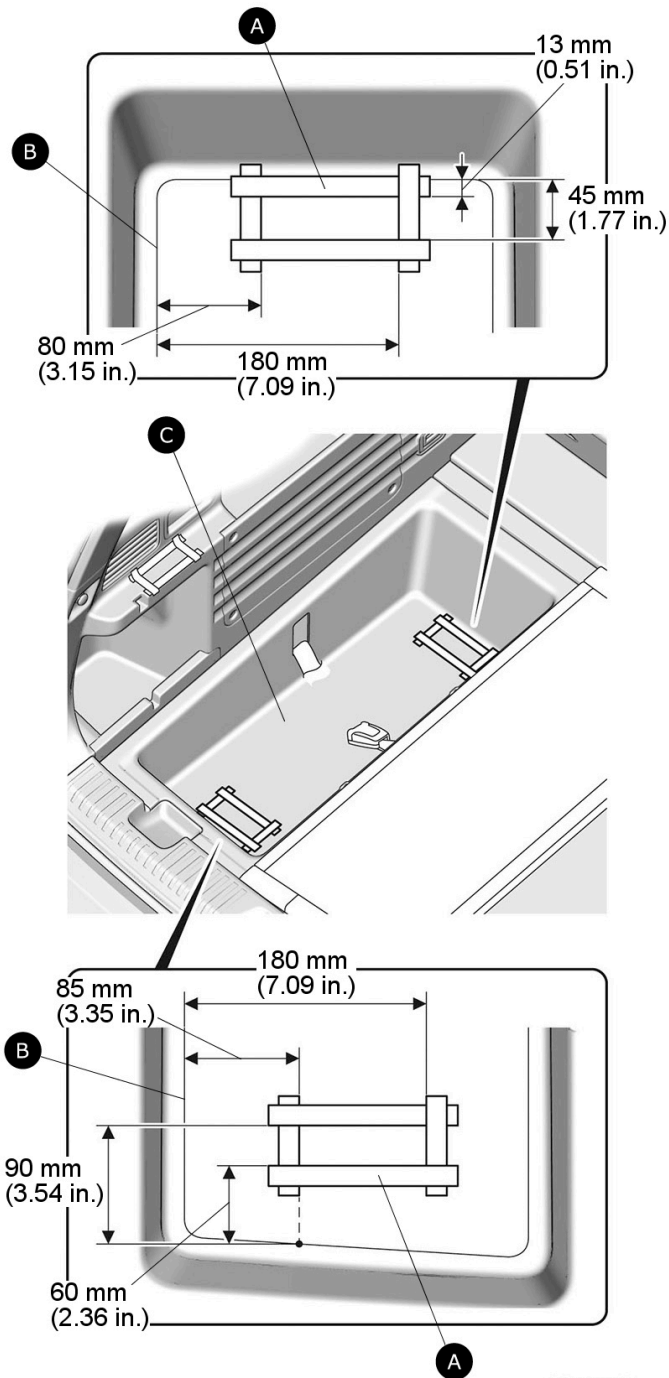 A
13 mm
(0.51 in.)
B
45 mm
(1.77 in.)
80 mm
(3.15 in.)
180 mm
(7.09 in.)
C
180 mm
(7.09 in.)
85 mm
(3.35 in.)
B
90 mm
(3.54 in.)
60 mm
(2.36 in.)
A